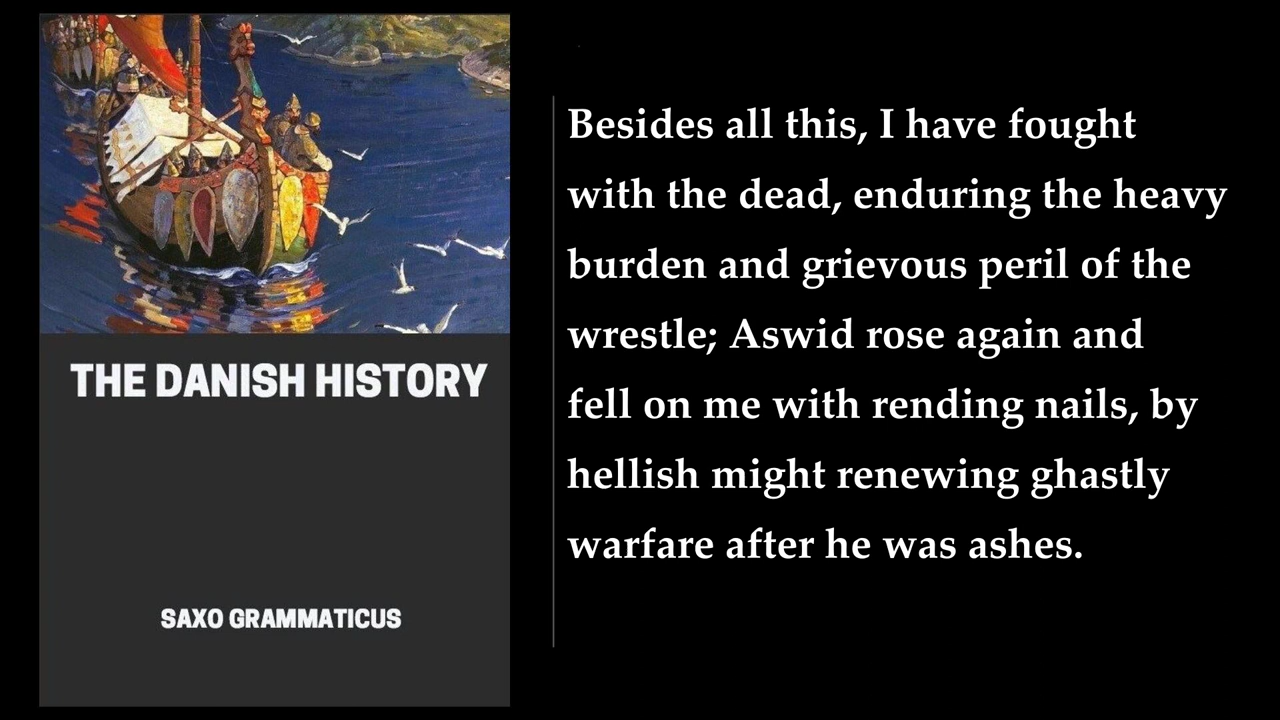 THE DANISH HISTORY
SAXO GRAMMATICUS
Besides all this, I have fought
with the dead, enduring the heavy
burden and grievous peril of the
wrestle; Aswid rose again and
fell on me with rending nails, by
hellish might renewing ghastly
warfare after he was ashes.